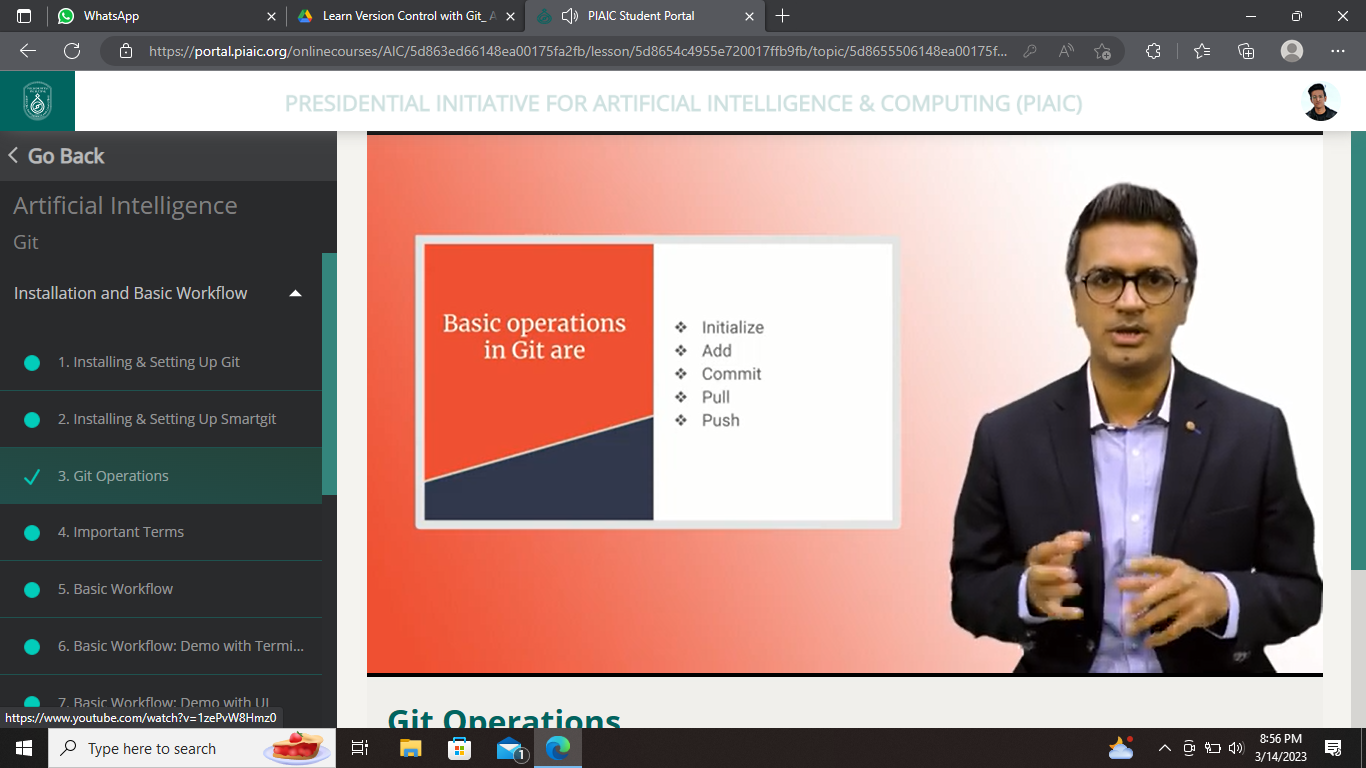 WhatsApp
Learn Version Control with Git_ A
PIAIC Student Portal
https://portal.piaic.org/onlinecourses/AIC/5d863ed66148ea00175fa2fb/lesson/5d8654c4955e720017ffb9fb/topic/5d8655506148ea00175f...
PRESIDENTIAL INITIATIVE FOR ARTIFICIAL INTELLIGENCE & COMPUTING (PIAIC)
Go Back
Artificial Intelligence
Git
Installation and Basic Workflow
1. Installing & Setting Up Git
2. Installing & Setting Up Smartgit
3. Git Operations
4. Important Terms
5. Basic Workflow
6. Basic Workflow: Demo with Termi...
7. Basic Workflow: Demo with UI
https://www.youtube.com/watch?v=1zePvW8Hmz0
Basic operations
in Git are
Initialize
Add
Commit
Pull
Push
Git Operations
Type here to search
1
8:56 PM
3/14/2023